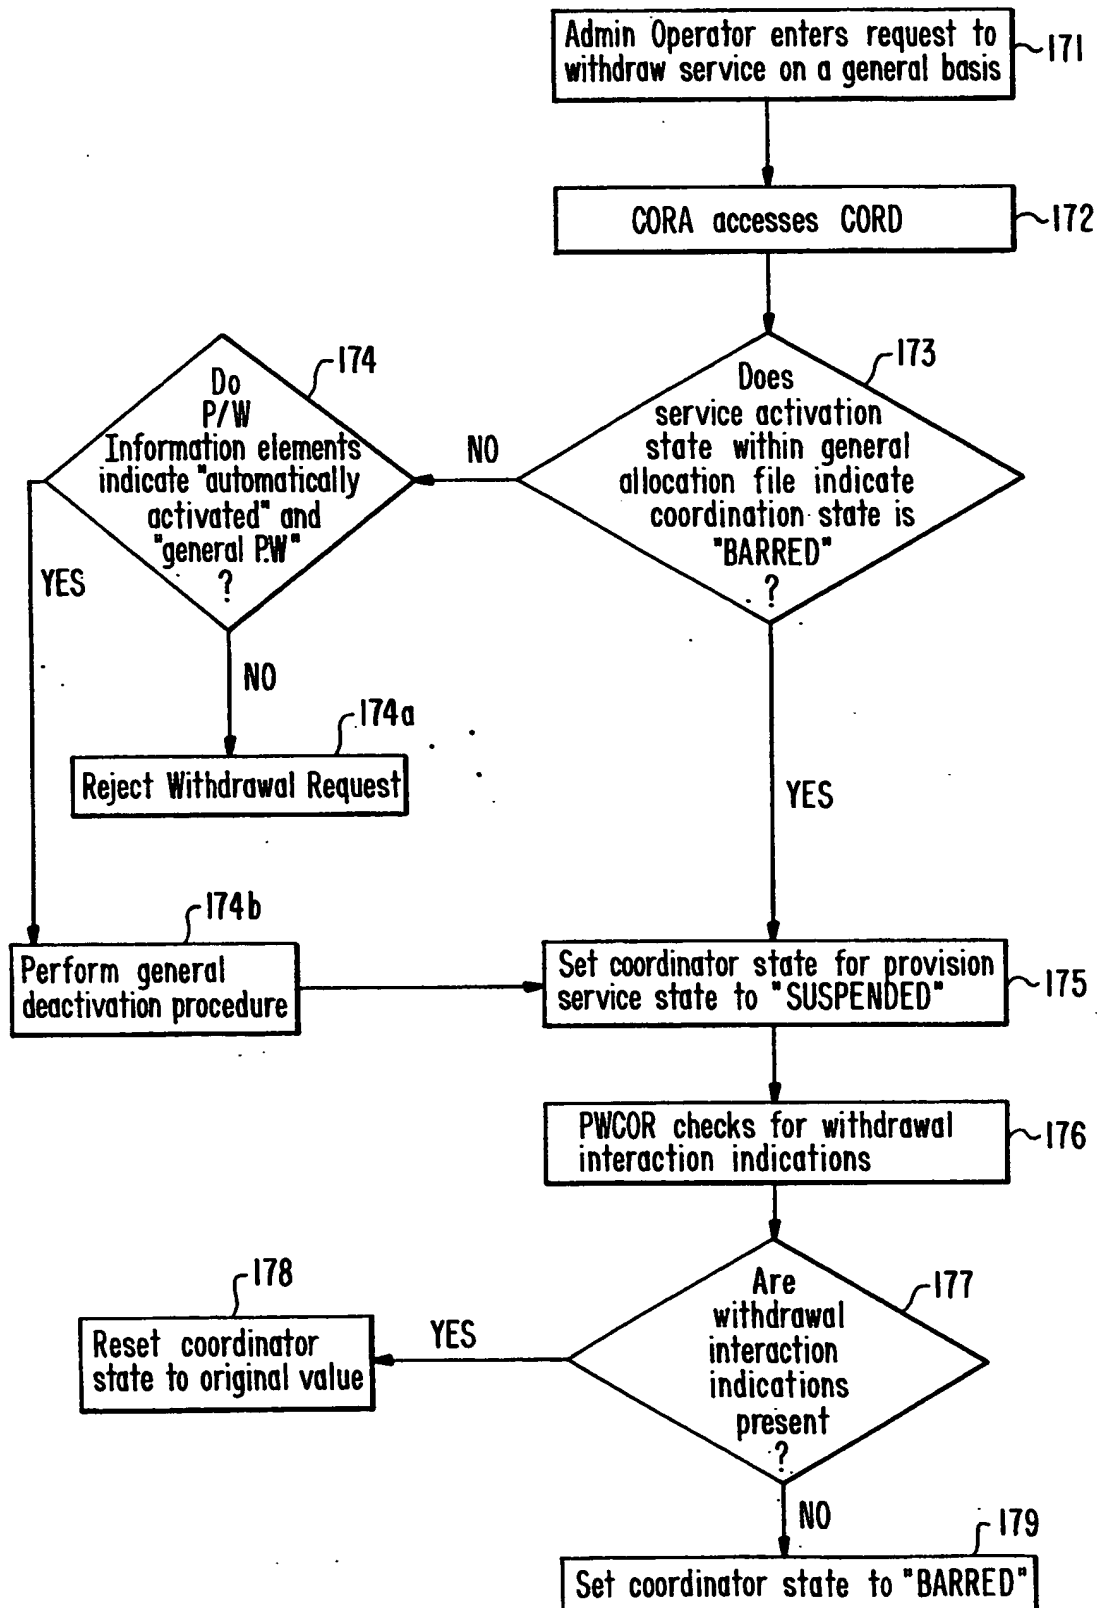 Admin Operator enters request to
withdraw service on a general basis
171
CORA accesses CORD
172
173
Does
service activation
state within general
allocation file indicate
coordination state is
"BARRED"
?
NO
YES
174
Do
P/W
Information elements
indicate "automatically
activated" and
"general P.W"
?
YES
NO
174a
Reject Withdrawal Request
174b
Perform general
deactivation procedure
Set coordinator state for provision
service state to "SUSPENDED"
175
PWCOR checks for withdrawal
interaction indications
176
177
Are
withdrawal
interaction
indications
present
?
YES
178
Reset coordinator
state to original value
NO
179
Set coordinator state to "BARRED"